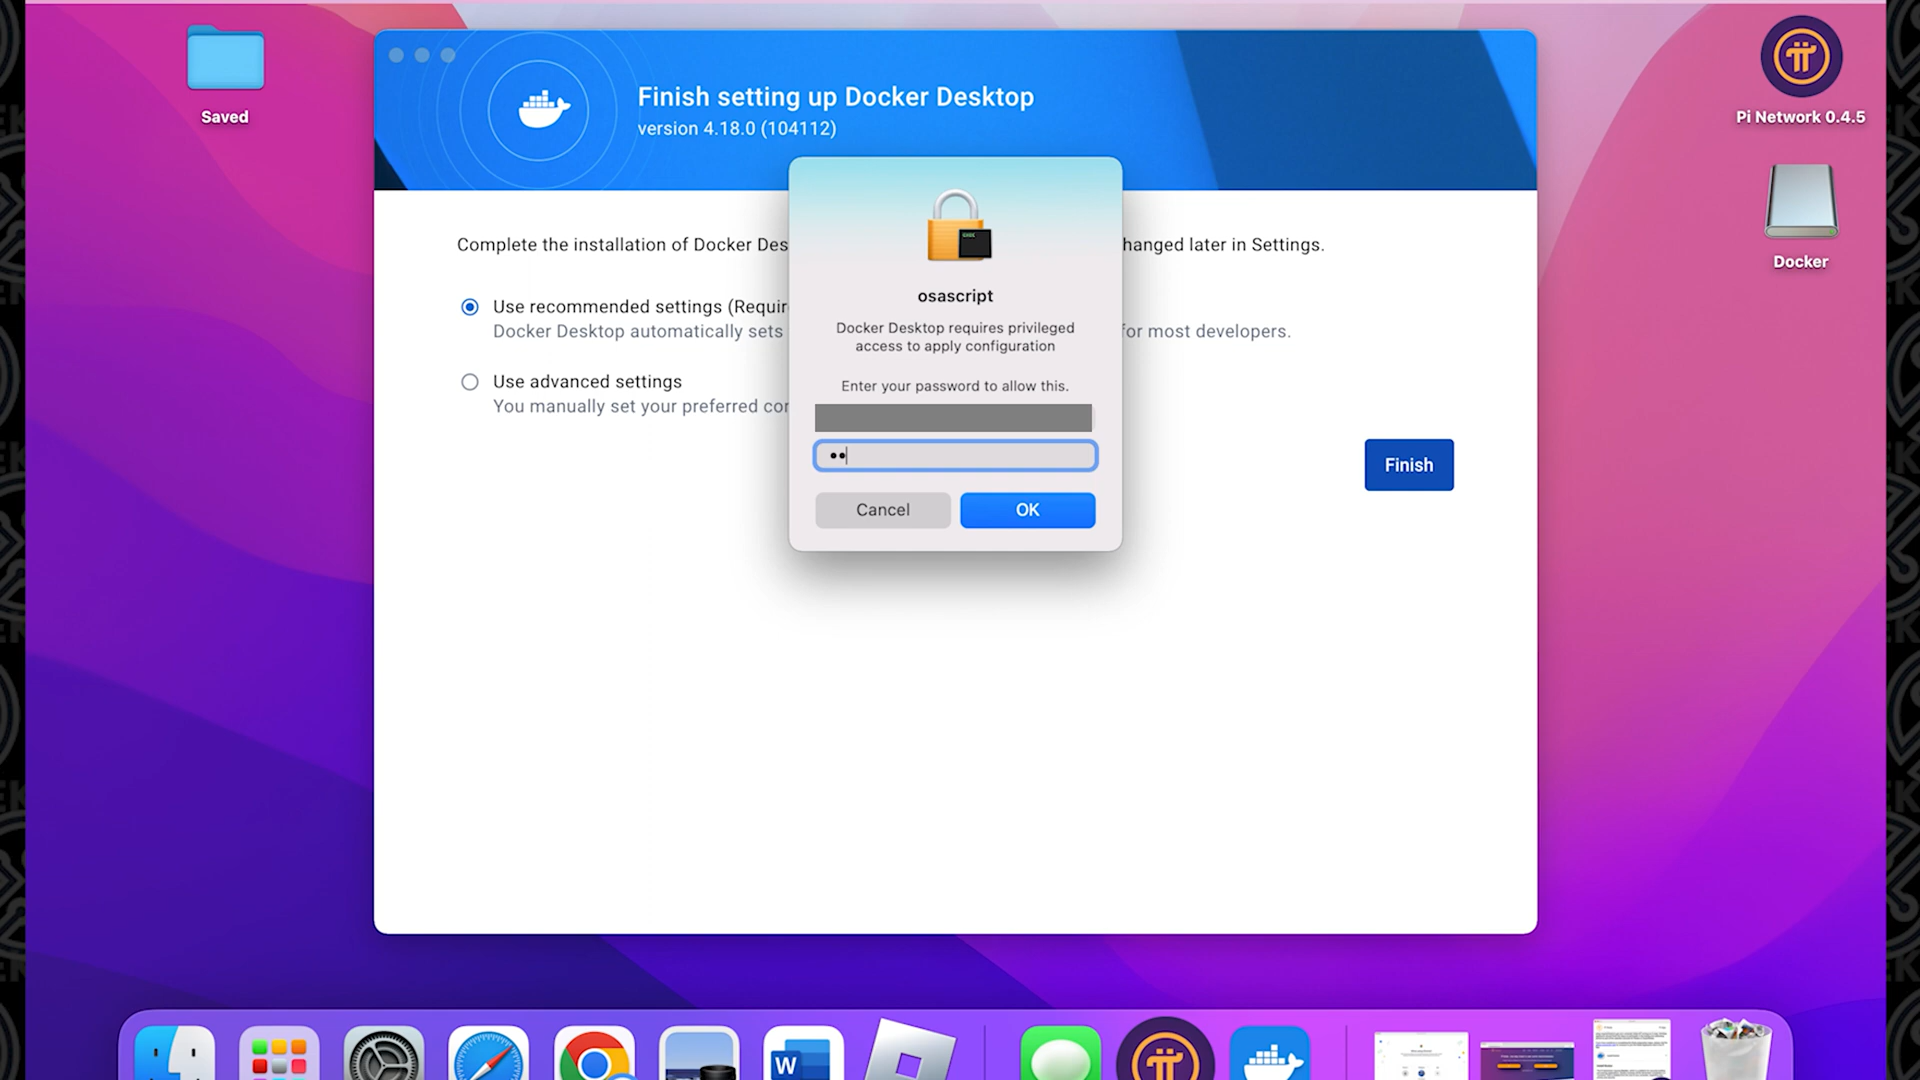 Saved
Finish setting up Docker Desktop
version 4.18.0 (104112)
Pi Network 0.4.5
Docker
Complete the installation of Docker Des
hanged later in Settings.
Use recommended settings (Requir
Docker Desktop automatically sets
for most developers.
Use advanced settings
You manually set your preferred cor
osascript
Docker Desktop requires privileged
access to apply configuration
Enter your password to allow this.
Cancel
OK
Finish
W